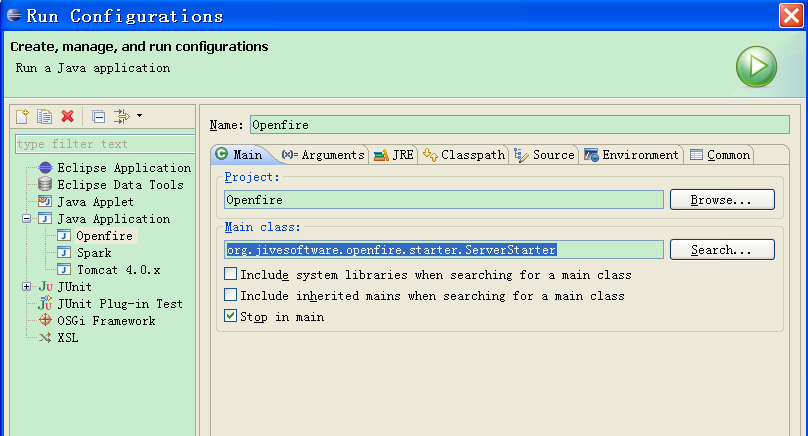 Run Configurations
Create, manage, and run configurations
Run a Java application
type filter text
Eclipse Application
Eclipse Data Tools
Java Applet
Java Application
Openfire
Spark
Tomcat 4.0.x
JUnit
JUnit Plug-in Test
OSGi Framework
XSL
Name: Openfire
Main (x)= Arguments JRE Classpath Source Environment Common
Project:
Openfire Browse...
Main class:
org.jivesoftware.openfire.starter.ServerStarter Search...
Include system libraries when searching for a main class
Include inherited mains when searching for a main class
Stop in main